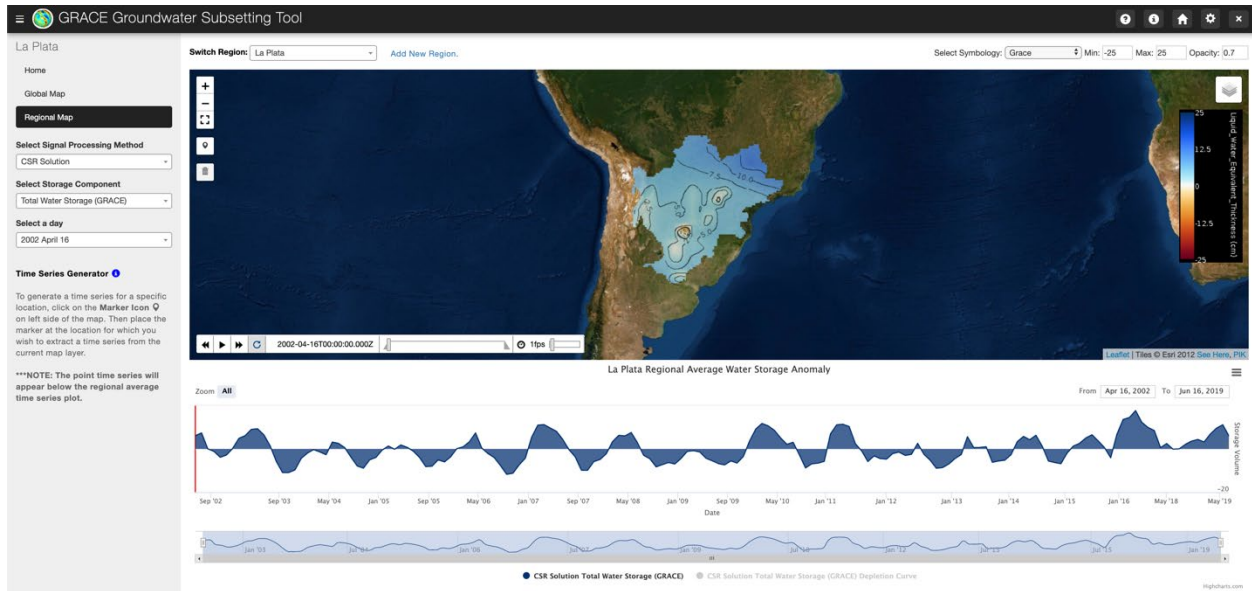 GRACE Groundwater Subsetting Tool
La Plata
Home
Global Map
Regional Map
Select Signal Processing Method
CSR Solution
Select Storage Component
Total Water Storage (GRACE)
Select a day
2002 April 16
Time Series Generator
To generate a time series for a specific
location, click on the Marker Icon
on left side of the map. Then place the
marker at the location for which you
wish to extract a time series from the
current map layer.
***NOTE: The point time series will
appear below the regional average
time series plot.
Switch Region: La Plata Add New Region.
Select Symbology: Grace Min: -25 Max: 25 Opacity: 0.7
+
−
7.5
10.0
5.0
25
12.5
0
-12.5
-25
Liquid_Water_Equivalent_Thickness (cm)
2002-04-16T00:00:00.000Z 1fps
Leaflet | Tiles © Esri 2012 See Here, PIK
La Plata Regional Average Water Storage Anomaly
Zoom All From Apr 16, 2002 To Jun 16, 2019
Storage Volume
-20
Sep '02 Sep '03 May '04 Jan '05 Sep '05 May '06 Jan '07 Sep '07 May '08 Jan '09 Sep '09 May '10 Jan '11 Jan '12 Jan '13 Jan '14 Jan '15 Jan '16 May '18 May '19
Date
Jan '03 Jan '06 Jan '09 Jan '12 Jan '19
CSR Solution Total Water Storage (GRACE) CSR Solution Total Water Storage (GRACE) Depletion Curve
Highcharts.com